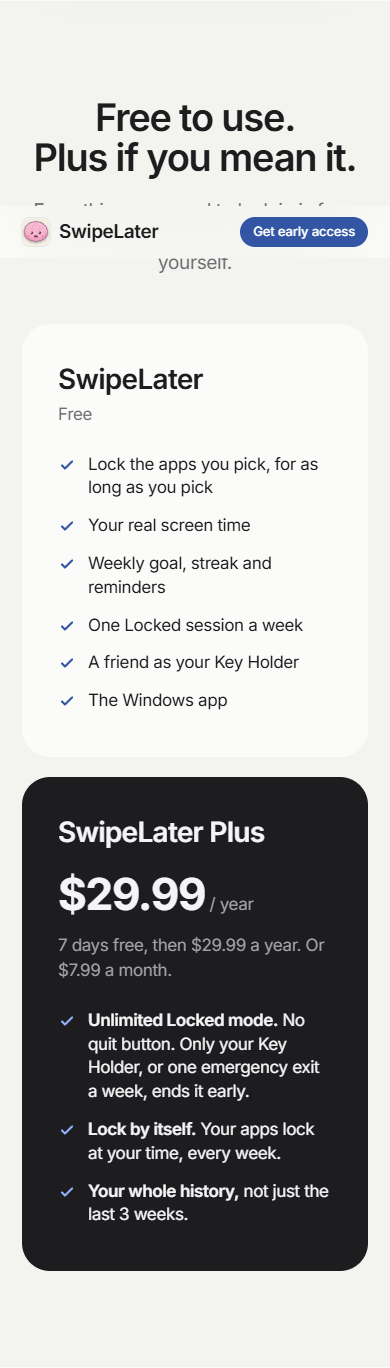 Free to use.
Plus if you mean it.
SwipeLater
Get early access
yourself.
SwipeLater
Free
Lock the apps you pick, for as
long as you pick
Your real screen time
Weekly goal, streak and
reminders
One Locked session a week
A friend as your Key Holder
The Windows app
SwipeLater Plus
$29.99 / year
7 days free, then $29.99 a year. Or
$7.99 a month.
Unlimited Locked mode. No
quit button. Only your Key
Holder, or one emergency exit
a week, ends it early.
Lock by itself. Your apps lock
at your time, every week.
Your whole history, not just the
last 3 weeks.